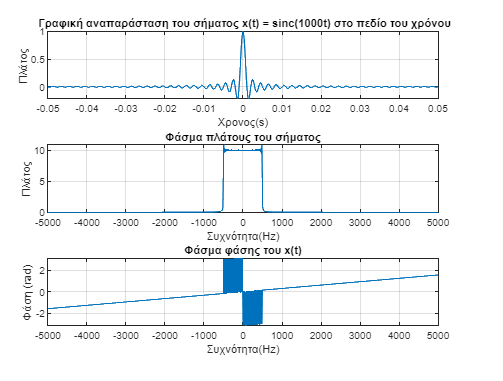 Γραφική αναπαράσταση του σήματος x(t) = sinc(1000t) στο πεδίο του χρόνου
1
0.5
0
-0.05 -0.04 -0.03 -0.02 -0.01 0 0.01 0.02 0.03 0.04 0.05
Πλάτος
Χρονος(s)
Φάσμα πλάτους του σήματος
10
5
0
-5000 -4000 -3000 -2000 -1000 0 1000 2000 3000 4000 5000
Πλάτος
Συχνότητα(Hz)
Φάσμα φάσης του x(t)
2
0
-2
-5000 -4000 -3000 -2000 -1000 0 1000 2000 3000 4000 5000
Φάση (rad)
Συχνότητα(Hz)